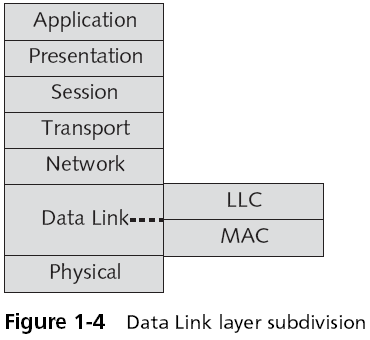 Application
Presentation
Session
Transport
Network
Data Link
LLC
MAC
Physical
Figure 1-4 Data Link layer subdivision